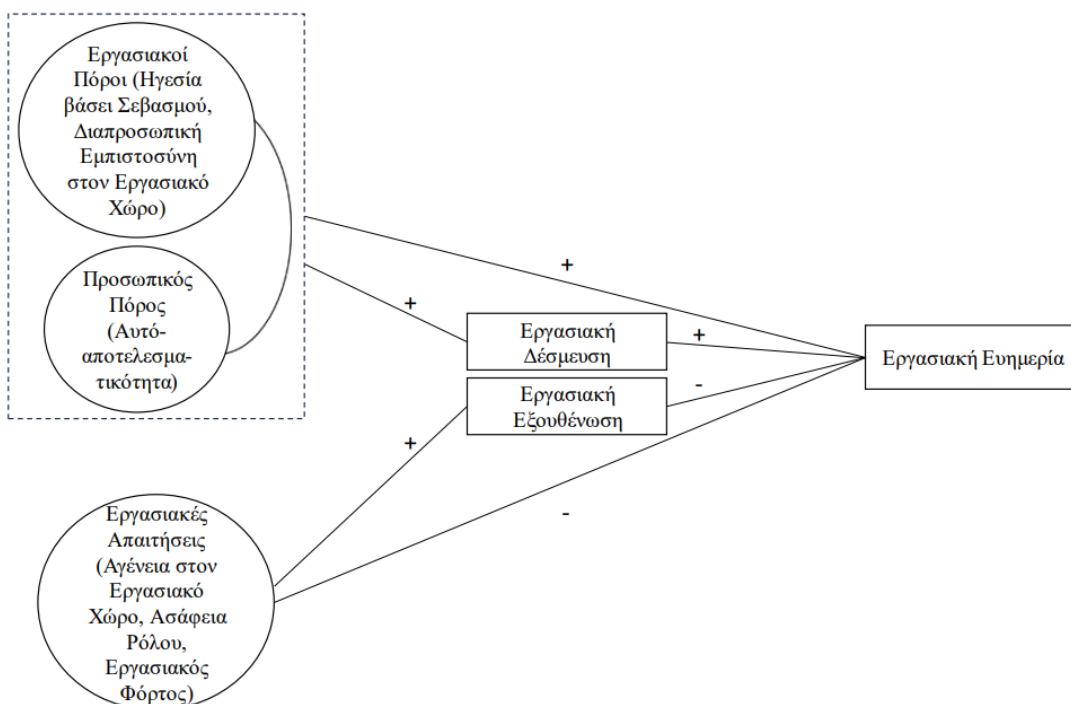 Εργασιακοί
Πόροι (Ηγεσία
βάσει Σεβασμού,
Διαπροσωπική
Εμπιστοσύνη
στον Εργασιακό
Χώρο)
Προσωπικός
Πόρος
(Αυτό-
αποτελεσμα-
τικότητα)
+
+
Εργασιακή
Δέσμευση
+
Εργασιακή Ευημερία
Εργασιακή
Εξουθένωση
-
+
-
Εργασιακές
Απαιτήσεις
(Αγένεια στον
Εργασιακό
Χώρο, Ασάφεια
Ρόλου,
Εργασιακός
Φόρτος)